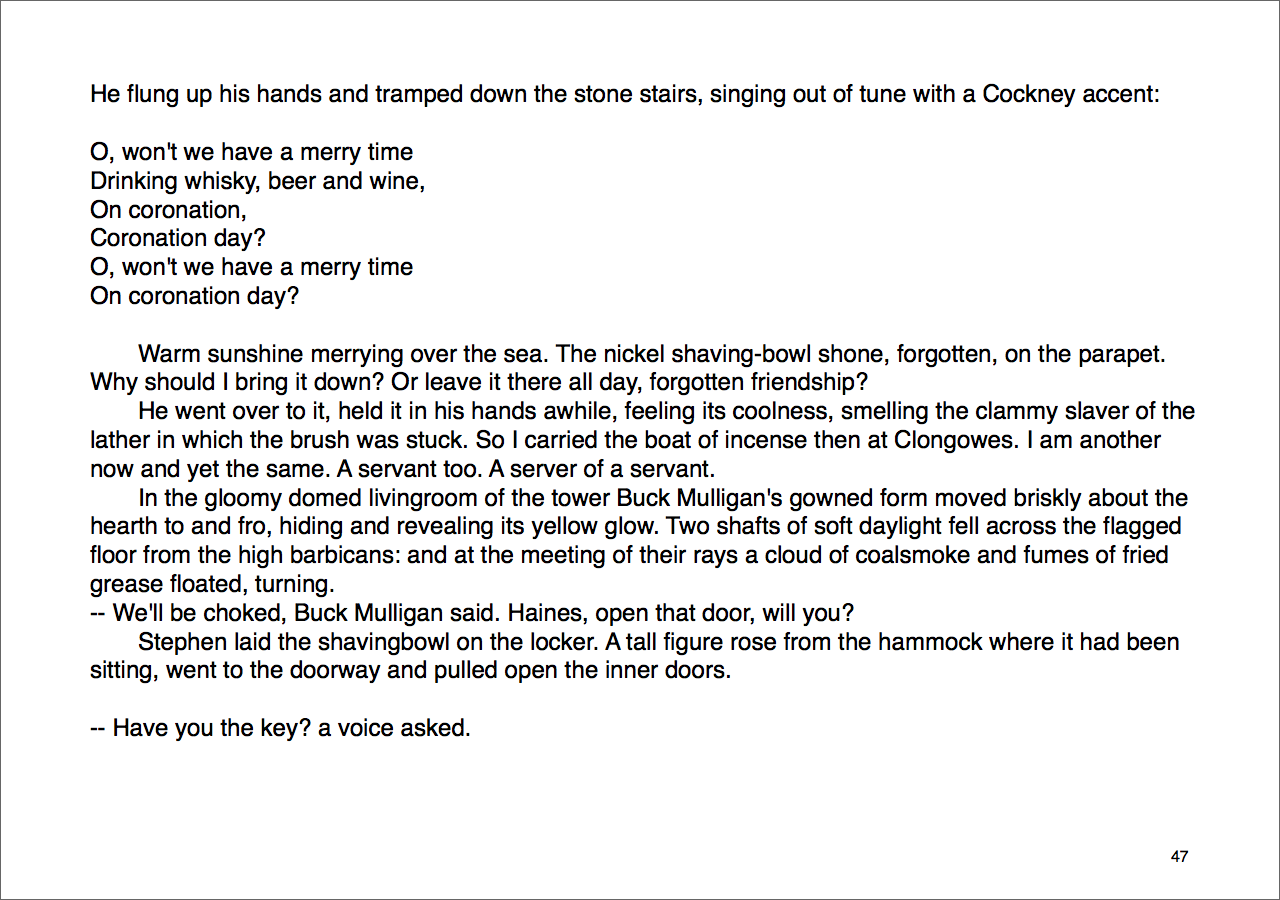 He flung up his hands and tramped down the stone stairs, singing out of tune with a Cockney accent:
O, won't we have a merry time
Drinking whisky, beer and wine,
On coronation,
Coronation day?
O, won't we have a merry time
On coronation day?
Warm sunshine merrying over the sea. The nickel shaving-bowl shone, forgotten, on the parapet.
Why should I bring it down? Or leave it there all day, forgotten friendship?
He went over to it, held it in his hands awhile, feeling its coolness, smelling the clammy slaver of the
lather in which the brush was stuck. So I carried the boat of incense then at Clongowes. I am another
now and yet the same. A servant too. A server of a servant.
In the gloomy domed livingroom of the tower Buck Mulligan's gowned form moved briskly about the
hearth to and fro, hiding and revealing its yellow glow. Two shafts of soft daylight fell across the flagged
floor from the high barbicans: and at the meeting of their rays a cloud of coalsmoke and fumes of fried
grease floated, turning.
-- We'll be choked, Buck Mulligan said. Haines, open that door, will you?
Stephen laid the shavingbowl on the locker. A tall figure rose from the hammock where it had been
sitting, went to the doorway and pulled open the inner doors.
-- Have you the key? a voice asked.
47